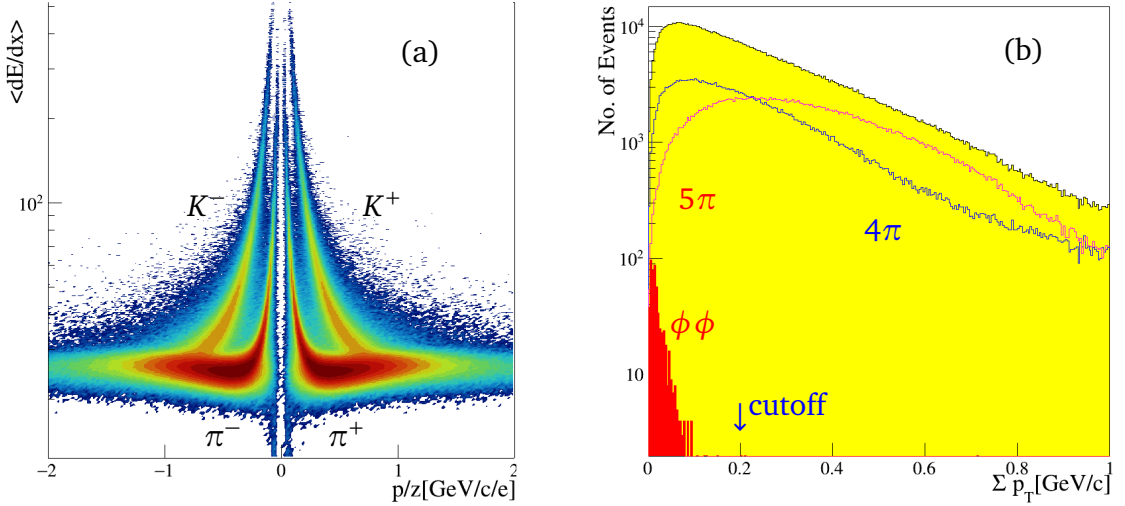 <dE/dx>
(a)
10²
K⁻
K⁺
π⁻
π⁺
−2
−1
0
1
2
p/z[GeV/c/e]
No. of Events
(b)
10⁴
10³
10²
10
5π
4π
ϕϕ
↓cutoff
0
0.2
0.4
0.6
0.8
1
Σ p_T[GeV/c]